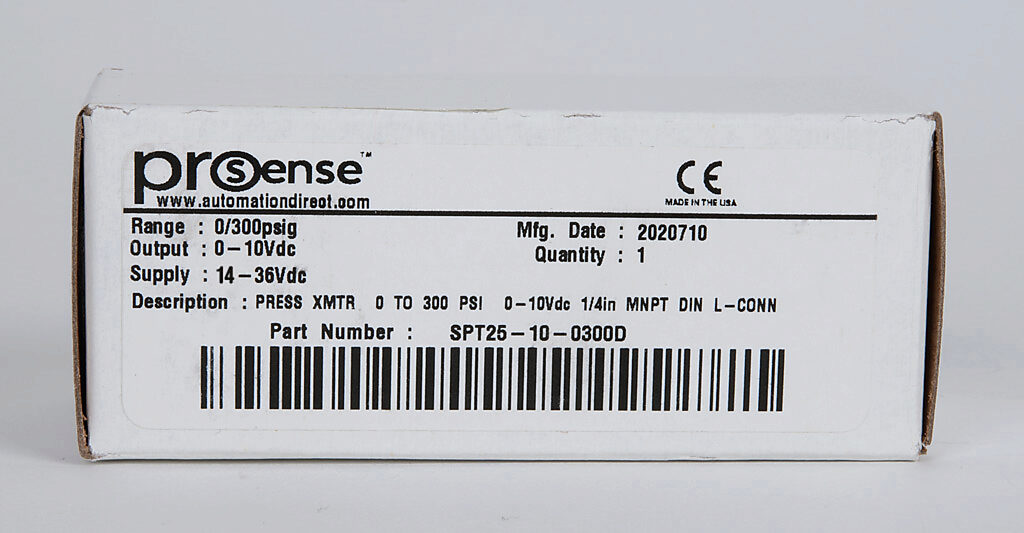 prosense™
www.automationdirect.com
CE
MADE IN THE USA
Range : 0/300psig
Mfg. Date : 2020710
Output : 0-10Vdc
Quantity : 1
Supply : 14-36Vdc
Description : PRESS XMTR 0 TO 300 PSI 0-10Vdc 1/4in MNPT DIN L-CONN
Part Number : SPT25-10-0300D